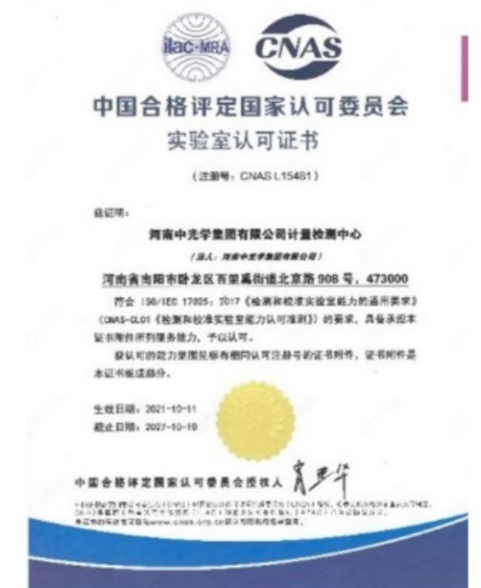 ilac-MRA
CNAS
中国合格评定国家认可委员会
实验室认可证书
(注册号：CNAS L15481)
兹证明：
河南中光学集团有限公司计量检测中心
(法人：河南中光学集团有限公司)
河南省南阳市卧龙区百里奚街道北京路 908 号，473000
符合 ISO/IEC 17025：2017《检测和校准实验室能力的通用要求》
(CNAS-CL01《检测和校准实验室能力认可准则》)的要求，具备承担本
证书附件所列服务能力，予以认可。
获认可的能力范围见标有相同认可注册号的证书附件，证书附件是
本证书组成部分。
生效日期：2021-10-11
截止日期：2027-10-10
中国合格评定国家认可委员会授权人